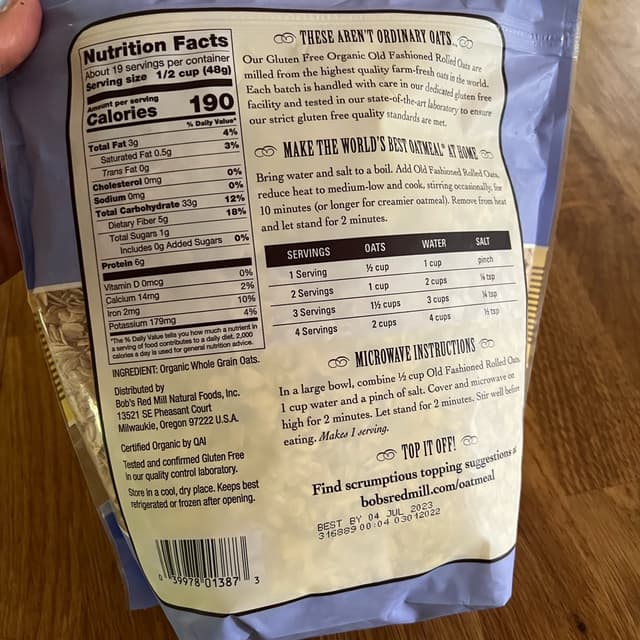 Nutrition Facts
About 19 servings per container
Serving size 1/2 cup (48g)
Amount per serving
Calories 190
% Daily Value*
Total Fat 3g 4%
Saturated Fat 0.5g 3%
Trans Fat 0g
Cholesterol 0mg 0%
Sodium 0mg 0%
Total Carbohydrate 33g 12%
Dietary Fiber 5g 18%
Total Sugars 1g
Includes 0g Added Sugars 0%
Protein 6g
Vitamin D 0mcg 0%
Calcium 14mg 2%
Iron 2mg 10%
Potassium 179mg 4%
*The % Daily Value tells you how much a nutrient in
a serving of food contributes to a daily diet. 2,000
calories a day is used for general nutrition advice.
INGREDIENT: Organic Whole Grain Oats.
Distributed by
Bob's Red Mill Natural Foods, Inc.
13521 SE Pheasant Court
Milwaukie, Oregon 97222 U.S.A.
Certified Organic by QAI
Tested and confirmed Gluten Free
in our quality control laboratory.
Store in a cool, dry place. Keeps best
refrigerated or frozen after opening.
0 39978 01387 3
THESE AREN'T ORDINARY OATS...
Our Gluten Free Organic Old Fashioned Rolled Oats are
milled from the highest quality farm-fresh oats in the world.
Each batch is handled with care in our dedicated gluten free
facility and tested in our state-of-the-art laboratory to ensure
our strict gluten free quality standards are met.
MAKE THE WORLD'S BEST OATMEAL* AT HOME
Bring water and salt to a boil. Add Old Fashioned Rolled Oats,
reduce heat to medium-low and cook, stirring occasionally, for
10 minutes (or longer for creamier oatmeal). Remove from heat
and let stand for 2 minutes.
SERVINGS OATS WATER SALT
1 Serving ½ cup 1 cup pinch
2 Servings 1 cup 2 cups ⅛ tsp
3 Servings 1½ cups 3 cups ¼ tsp
4 Servings 2 cups 4 cups ½ tsp
MICROWAVE INSTRUCTIONS
In a large bowl, combine ½ cup Old Fashioned Rolled Oats
1 cup water and a pinch of salt. Cover and microwave on
high for 2 minutes. Let stand for 2 minutes. Stir well before
eating. Makes 1 serving.
TOP IT OFF!
Find scrumptious topping suggestions at
bobsredmill.com/oatmeal
BEST BY 04 JUL 2023
316889 00:04 03012022